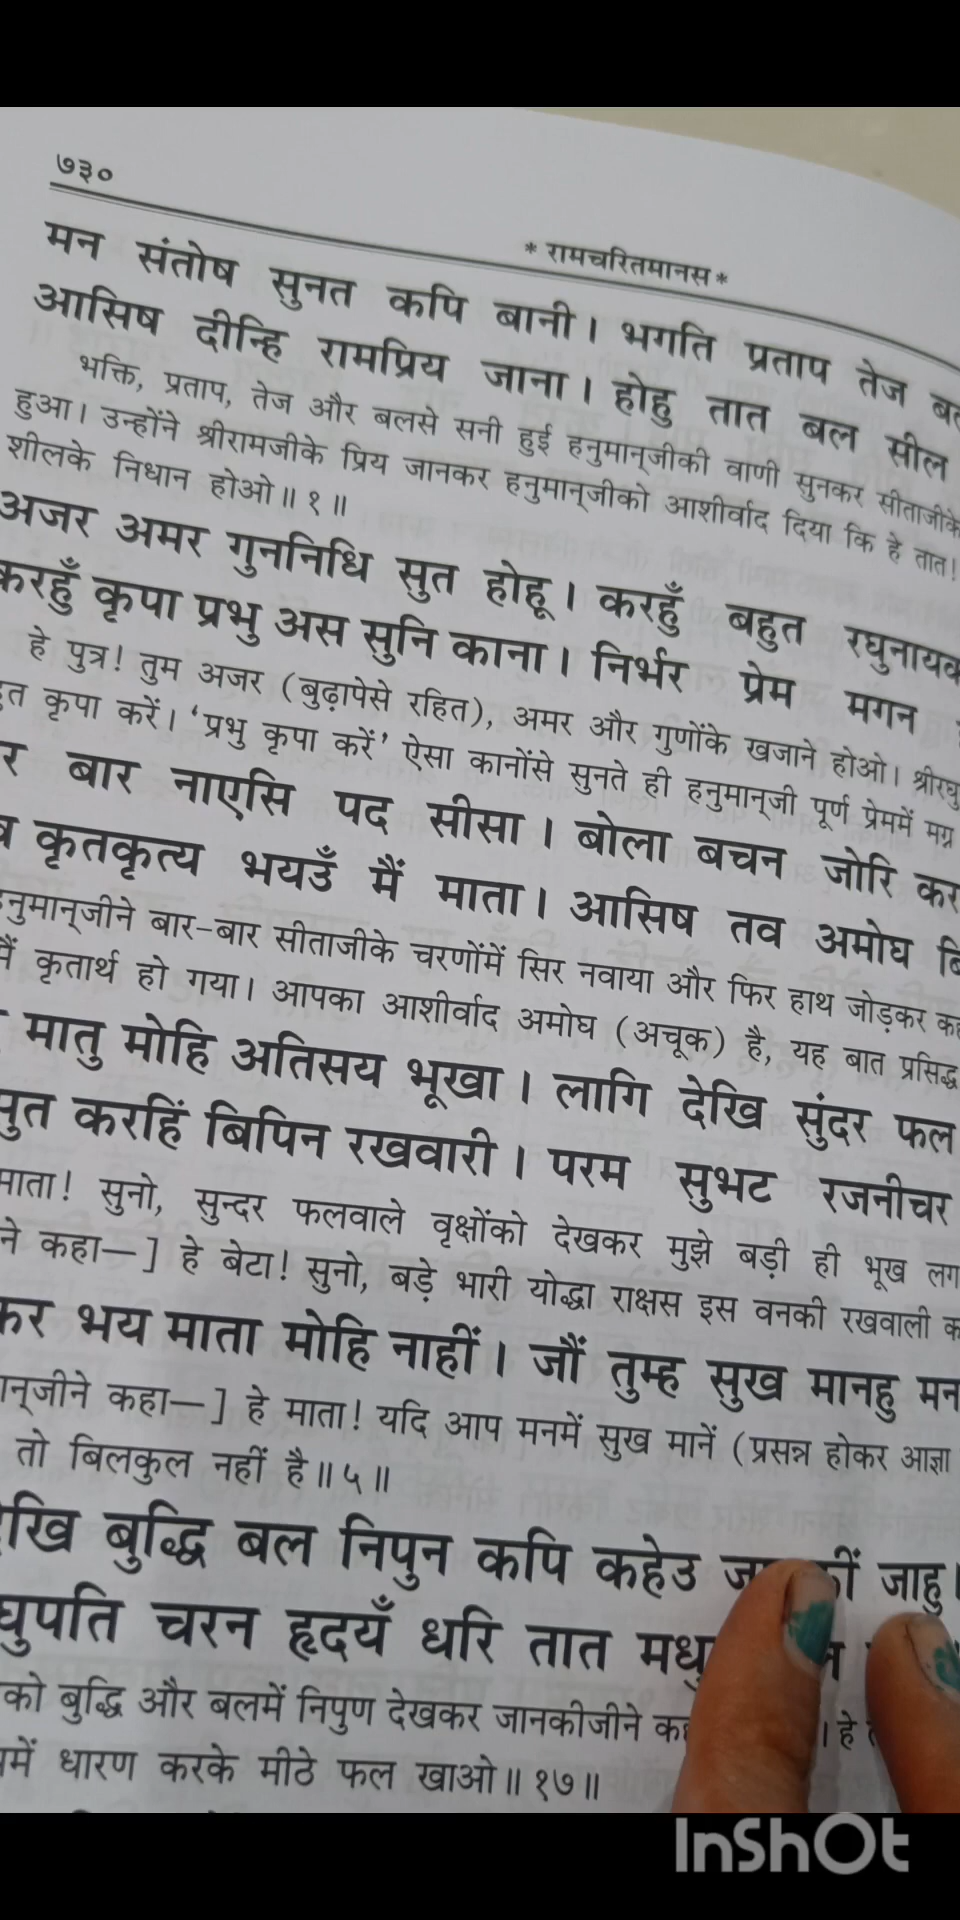 ७३०
* रामचरितमानस *
मन संतोष सुनत कपि बानी। भगति प्रताप तेज
आसिष दीन्हि रामप्रिय जाना। होहु तात बल सील
भक्ति, प्रताप, तेज और बलसे सनी हुई हनुमान्‌जीकी वाणी सुनकर सीताजीके
हुआ। उन्होंने श्रीरामजीके प्रिय जानकर हनुमान्‌जीको आशीर्वाद दिया कि हे तात!
शीलके निधान होओ॥ १॥
अजर अमर गुननिधि सुत होहू। करहुँ बहुत रघुनायक
करहुँ कृपा प्रभु अस सुनि काना। निर्भर प्रेम मगन
हे पुत्र! तुम अजर (बुढ़ापेसे रहित), अमर और गुणोंके खजाने होओ।
कृपा करें। ‘प्रभु कृपा करें’ ऐसा कानोंसे सुनते ही हनुमान्‌जी पूर्ण प्रेममें मग्न
बार नाएसि पद सीसा। बोला बचन जोरि कर
कृतकृत्य भयउँ मैं माता। आसिष तव अमोघ
हनुमान्‌जीने बार-बार सीताजीके चरणोंमें सिर नवाया और फिर हाथ जोड़कर
मैं कृतार्थ हो गया। आपका आशीर्वाद अमोघ (अचूक) है, यह बात प्रसिद्ध
मातु मोहि अतिसय भूखा। लागि देखि सुंदर फल
सुत करहिं बिपिन रखवारी। परम सुभट रजनीचर
माता! सुनो, सुन्दर फलवाले वृक्षोंको देखकर मुझे बड़ी ही भूख लग
ने कहा—] हे बेटा! सुनो, बड़े भारी योद्धा राक्षस इस वनकी रखवाली
कर भय माता मोहि नाहीं। जौं तुम्ह सुख मानहु मन
कहा—] हे माता! यदि आप मनमें सुख मानें (प्रसन्न होकर आज्ञा
तो बिलकुल नहीं है॥ ५॥
बुद्धि बल निपुन कपि कहेउ जाहु।
चरन हृदयँ धरि तात
को बुद्धि और बलमें निपुण देखकर जानकीजीने । हे
धारण करके मीठे फल खाओ॥ १७॥
InShOt